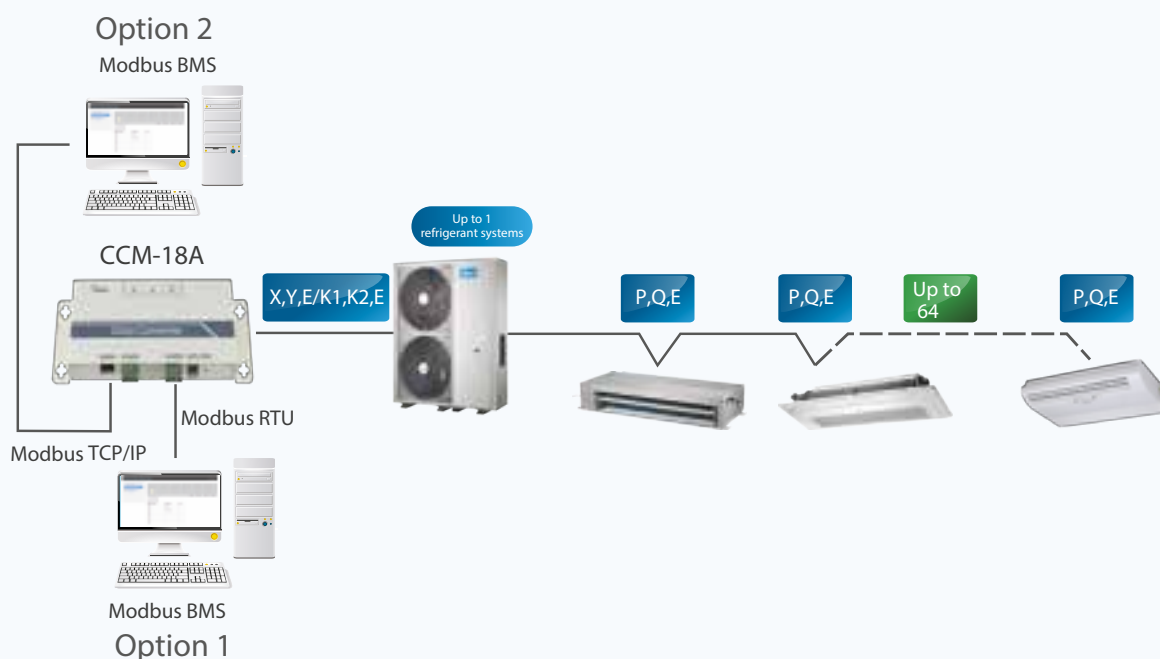 Option 2
Modbus BMS
CCM-18A
Up to 1
refrigerant systems
X,Y,E/K1,K2,E
P,Q,E
P,Q,E
Up to
64
P,Q,E
Modbus RTU
Modbus TCP/IP
Modbus BMS
Option 1